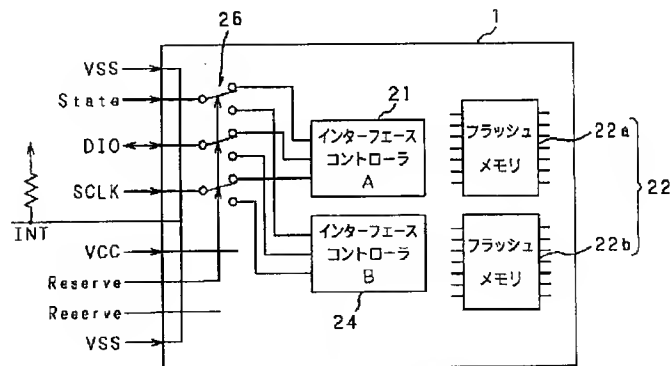 1
26
VSS
State
DIO
SCLK
INT
VCC
Reserve
Reserve
VSS
21
インターフェース
コントローラ
A
インターフェース
コントローラ
B
24
フラッシュ
メモリ
22a
フラッシュ
メモリ
22b
22